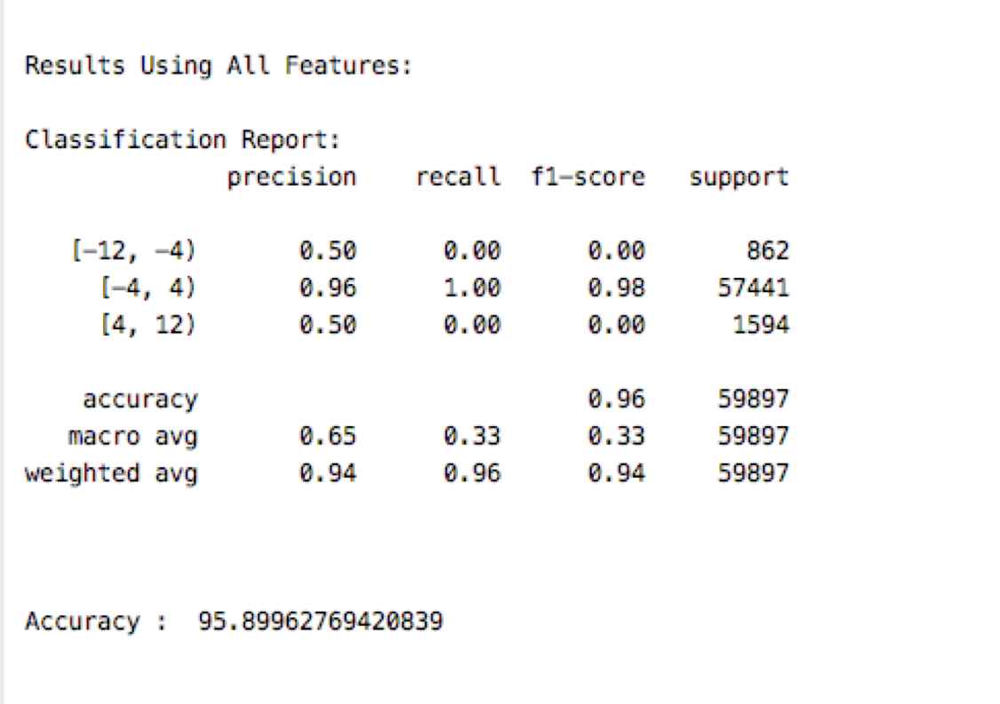 Results Using All Features:
Classification Report:
precision recall f1-score support
[-12, -4) 0.50 0.00 0.00 862
[-4, 4) 0.96 1.00 0.98 57441
[4, 12) 0.50 0.00 0.00 1594
accuracy 0.96 59897
macro avg 0.65 0.33 0.33 59897
weighted avg 0.94 0.96 0.94 59897
Accuracy : 95.89962769420839